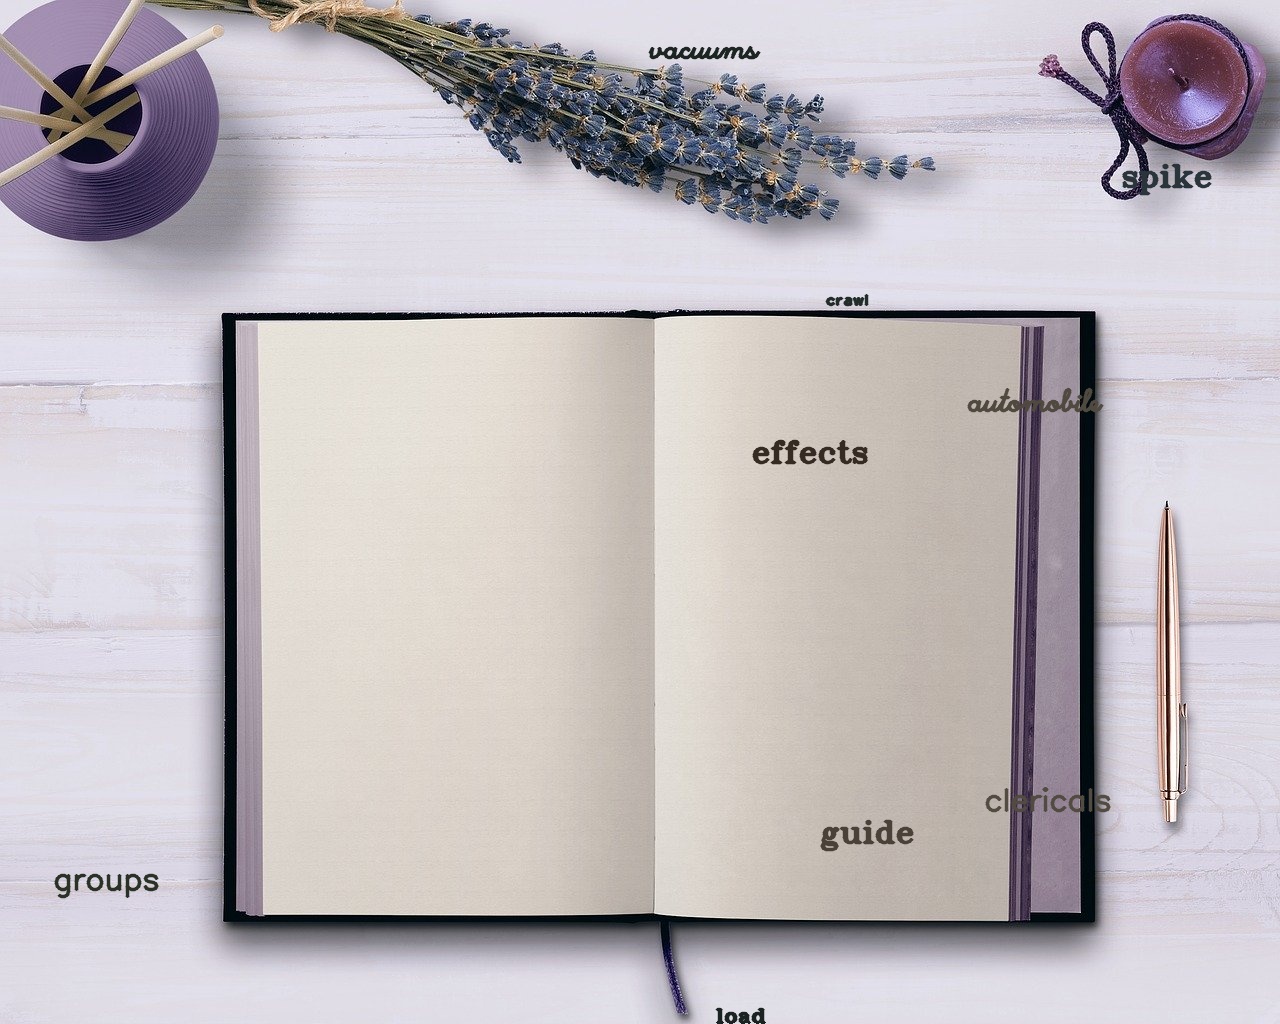 vacuums
spike
crawl
automobile
effects
clericals
guide
groups
load